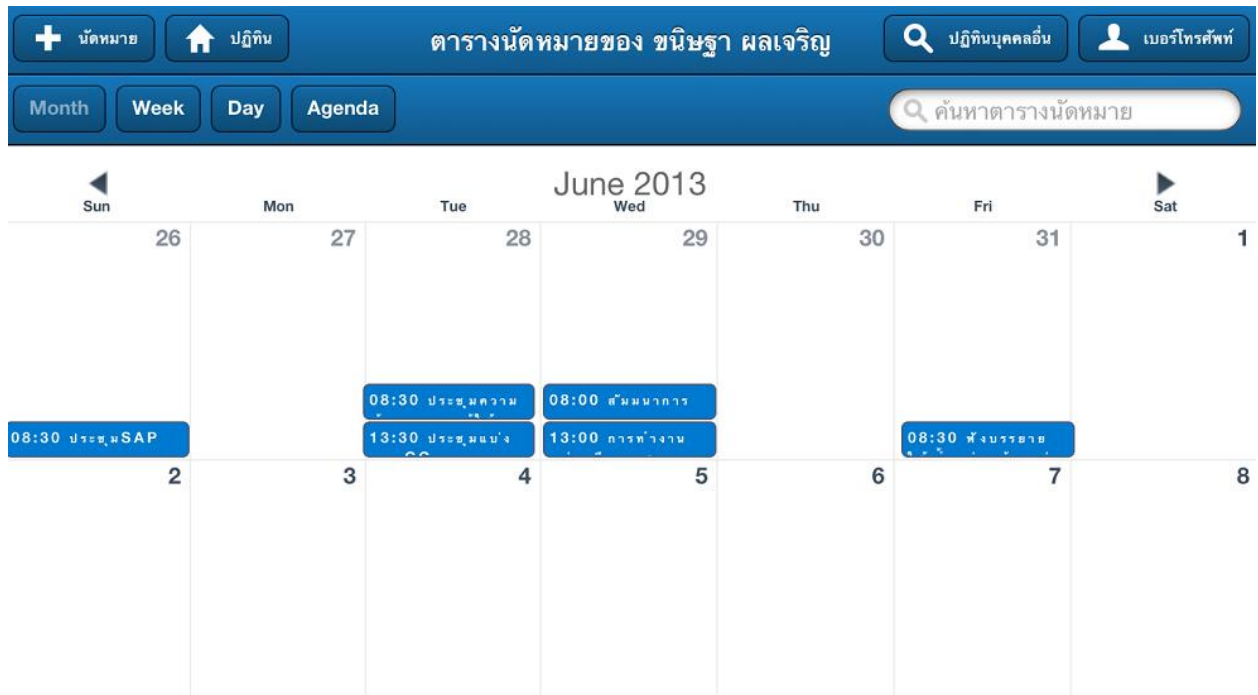 นัดหมาย ปฏิทิน ตารางนัดหมายของ ขนิษฐา ผลเจริญ ปฏิทินบุคคลอื่น เบอร์โทรศัพท์
Month Week Day Agenda ค้นหาตารางนัดหมาย
June 2013
Sun Mon Tue Wed Thu Fri Sat
26 27 28 29 30 31 1
08:30 ประชุมความ 08:00 สัมมนาการ
08:30 ประชุมSAP 13:30 ประชุมแบ่ง 13:00 การทำงาน 08:30 ฟังบรรยาย
2 3 4 5 6 7 8